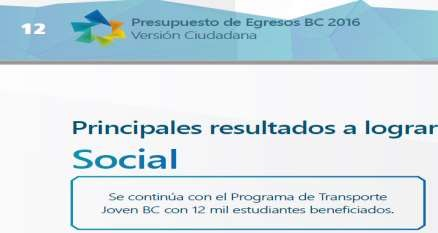 12
Presupuesto de Egresos BC 2016
Versión Ciudadana
Principales resultados a lograr
Social
Se continúa con el Programa de Transporte
Joven BC con 12 mil estudiantes beneficiados.